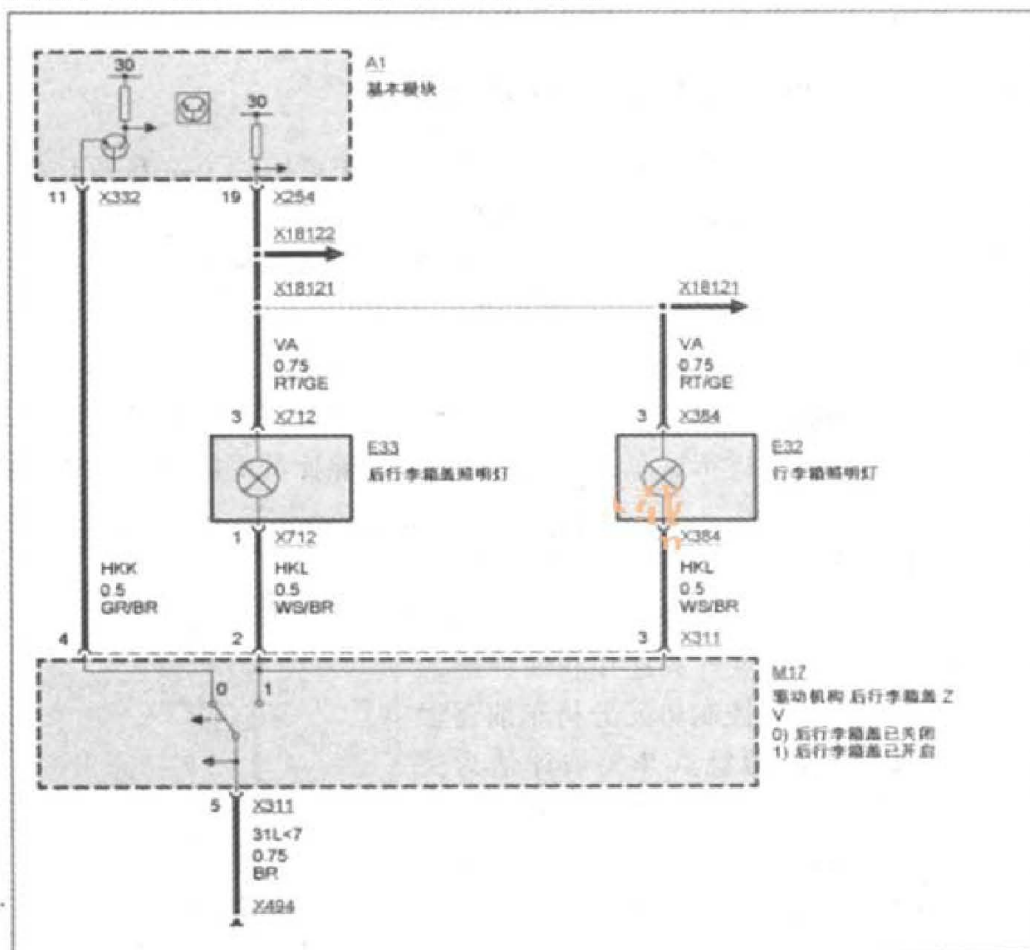 A1
基本模块
30
30
11 X332 19 X254
X18122
X18121 X18121
VA VA
0.75 0.75
RT/GE RT/GE
3 X712 3 X364
E33 E32
后行李箱盖照明灯 行李箱照明灯
1 X712 X364
HKK HKL HKL
0.5 0.5 0.5
GR/BR WS/BR WS/BR
4 2 3 X311
0 1
M17
驱动机构 后行李箱盖 Z
V
0) 后行李箱盖已关闭
1) 后行李箱盖已开启
5 X311
31L<7
0.75
BR
X494